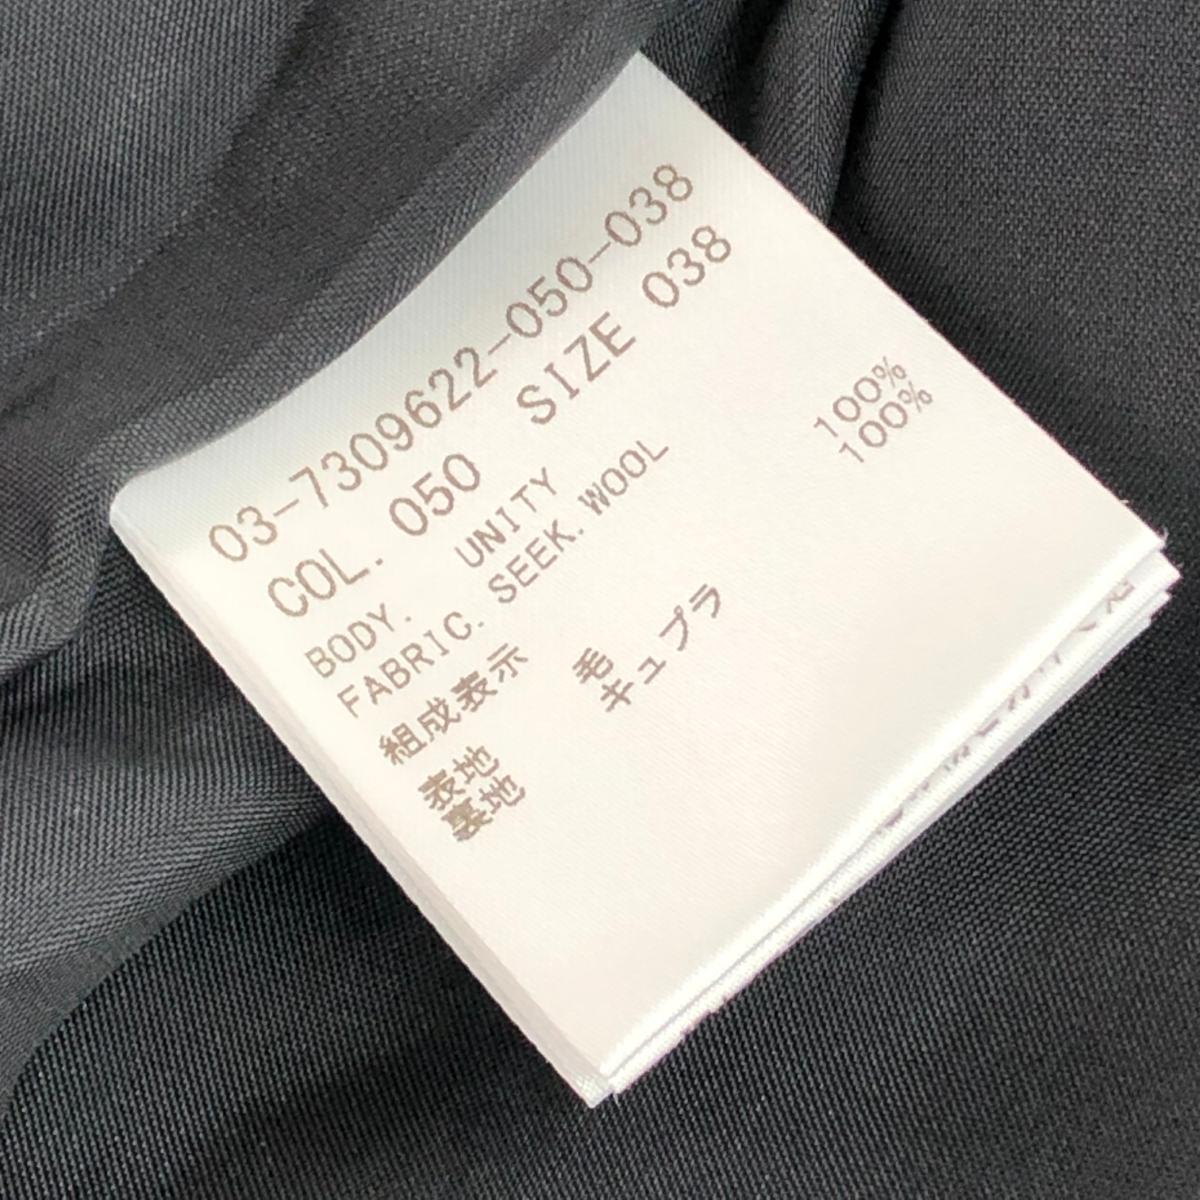 03-7309622-050-038
COL. 050 SIZE 038
BODY. UNITY
FABRIC. SEEK. WOOL
組成表示
表地 毛 100%
裏地 キュプラ 100%